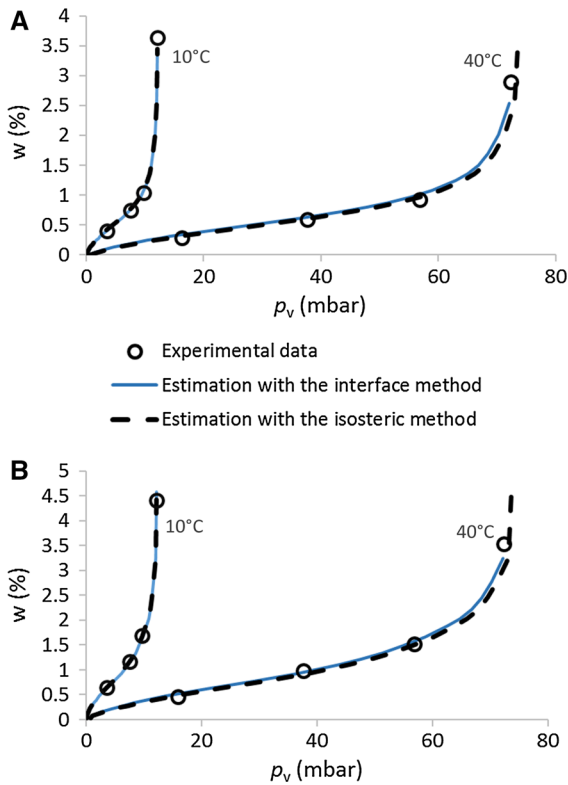 A
4
3.5
3
2.5
2
1.5
1
0.5
0
w (%)
10°C
40°C
0 20 40 60 80
pv (mbar)
Experimental data
Estimation with the interface method
Estimation with the isosteric method
B
5
4.5
4
3.5
3
2.5
2
1.5
1
0.5
0
w (%)
10°C
40°C
0 20 40 60 80
pv (mbar)